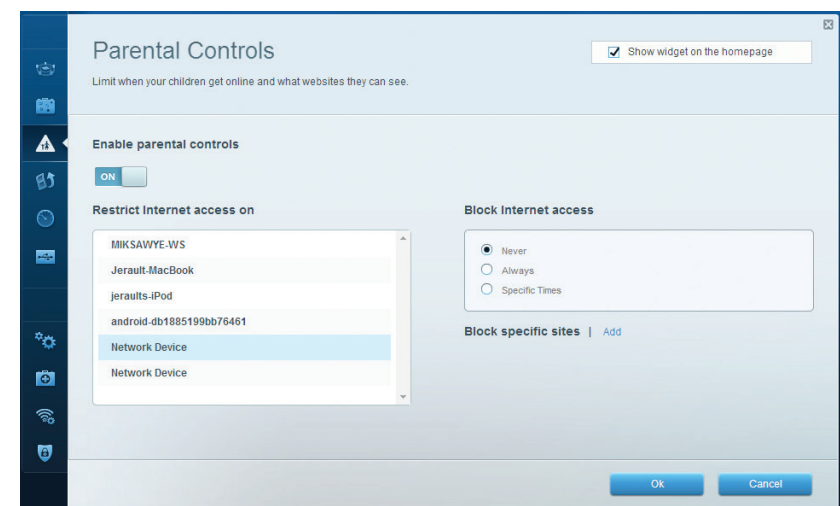 Parental Controls
Show widget on the homepage
Limit when your children get online and what websites they can see.
Enable parental controls
ON
Restrict Internet access on
MIKSAWYE-WS
Jerault-MacBook
jeraults-iPod
android-db1885199bb76461
Network Device
Network Device
Block Internet access
Never
Always
Specific Times
Block specific sites | Add
Ok
Cancel